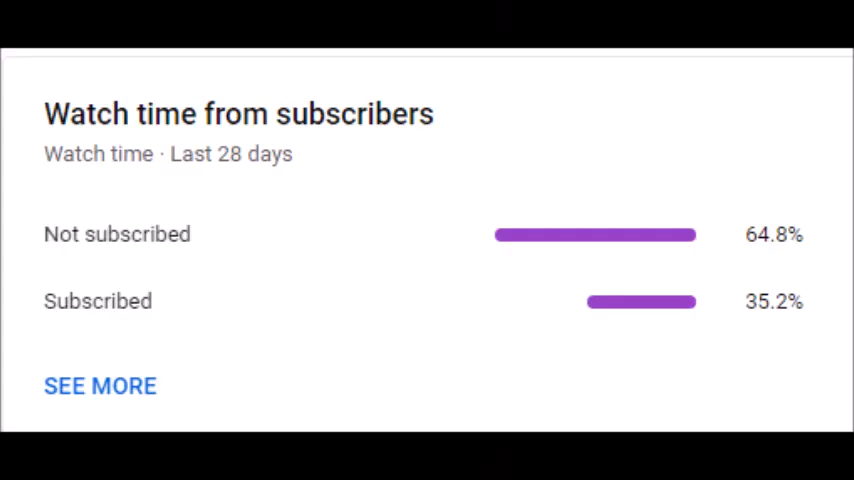 Watch time from subscribers
Watch time · Last 28 days
Not subscribed 64.8%
Subscribed 35.2%
SEE MORE